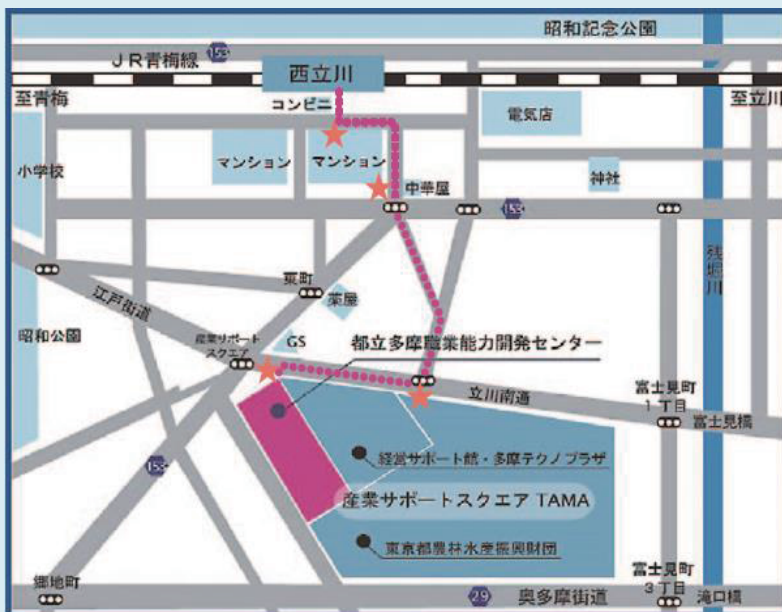 昭和記念公園
153
JR青梅線
西立川
至青梅
至立川
コンビニ
電気店
小学校
マンション
マンション
中華屋
神社
153
残堀川
東町
薬屋
江戸街道
昭和公園
産業サポート
スクエア
GS
都立多摩職業能力開発センター
立川南通
富士見町
1丁目
富士見橋
153
経営サポート館・多摩テクノプラザ
産業サポートスクエア TAMA
東京都農林水産振興財団
郷地町
29
奥多摩街道
富士見町
3丁目
滝口橋